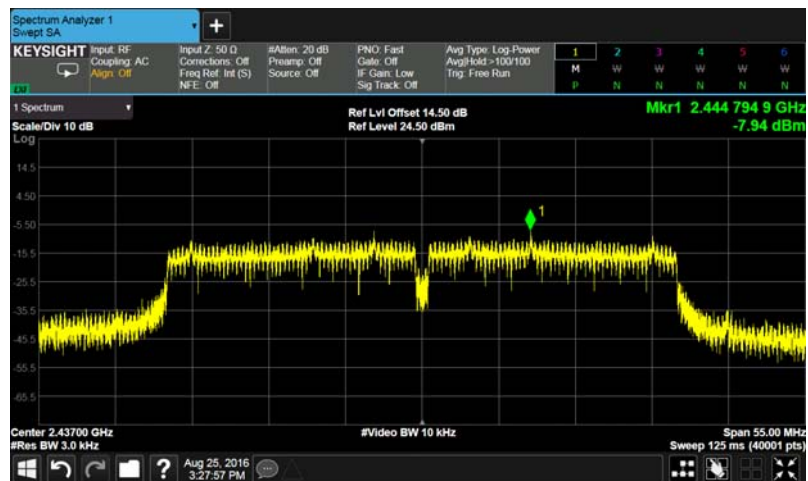 Spectrum Analyzer 1
Swept SA
+
KEYSIGHT
Input: RF
Coupling: AC
Align: Off
Input Z: 50 Ω
Corrections: Off
Freq Ref: Int (S)
NFE: Off
#Atten: 20 dB
Preamp: Off
Source: Off
PNO: Fast
Gate: Off
IF Gain: Low
Sig Track: Off
Avg Type: Log-Power
Avg|Hold:>100/100
Trig: Free Run
1 2 3 4 5 6
M W W W W W
P N N N N N
1 Spectrum
Scale/Div 10 dB
Ref Lvl Offset 14.50 dB
Ref Level 24.50 dBm
Mkr1 2.444 794 9 GHz
-7.94 dBm
Log
14.5
4.50
-5.50
-15.5
-25.5
-35.5
-45.5
-55.5
-65.5
1
Center 2.43700 GHz
#Res BW 3.0 kHz
#Video BW 10 kHz
Span 55.00 MHz
Sweep 125 ms (40001 pts)
?
Aug 25, 2016
3:27:57 PM